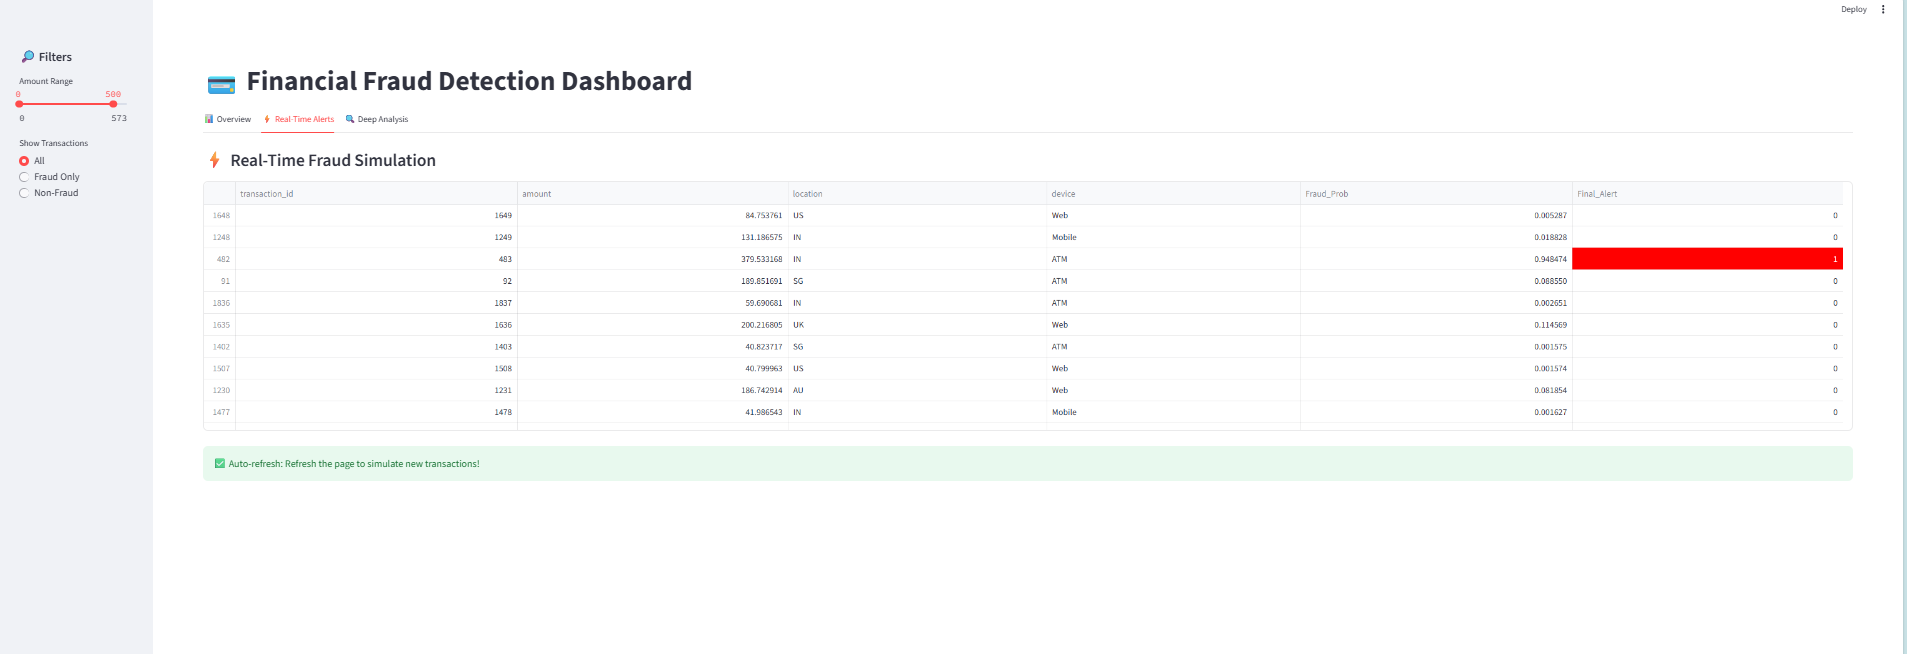 Deploy
Filters
Amount Range
0 500
0 573
Show Transactions
All
Fraud Only
Non-Fraud
Financial Fraud Detection Dashboard
Overview Real-Time Alerts Deep Analysis
Real-Time Fraud Simulation
transaction_id amount location device Fraud_Prob Final_Alert
1648 1649 84.753761 US Web 0.005287 0
1248 1249 131.186575 IN Mobile 0.018828 0
482 483 379.533168 IN ATM 0.948474 1
91 92 189.851691 SG ATM 0.088550 0
1836 1837 59.690681 IN ATM 0.002651 0
1635 1636 200.216805 UK Web 0.114569 0
1402 1403 40.823717 SG ATM 0.001575 0
1507 1508 40.799963 US Web 0.001574 0
1230 1231 186.742914 AU Web 0.081854 0
1477 1478 41.986543 IN Mobile 0.001627 0
Auto-refresh: Refresh the page to simulate new transactions!